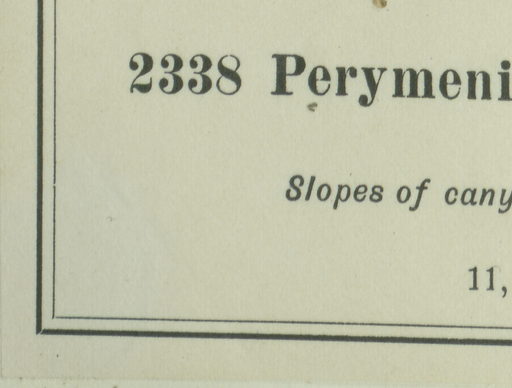 2338 Perymeni
Slopes of cany
11,